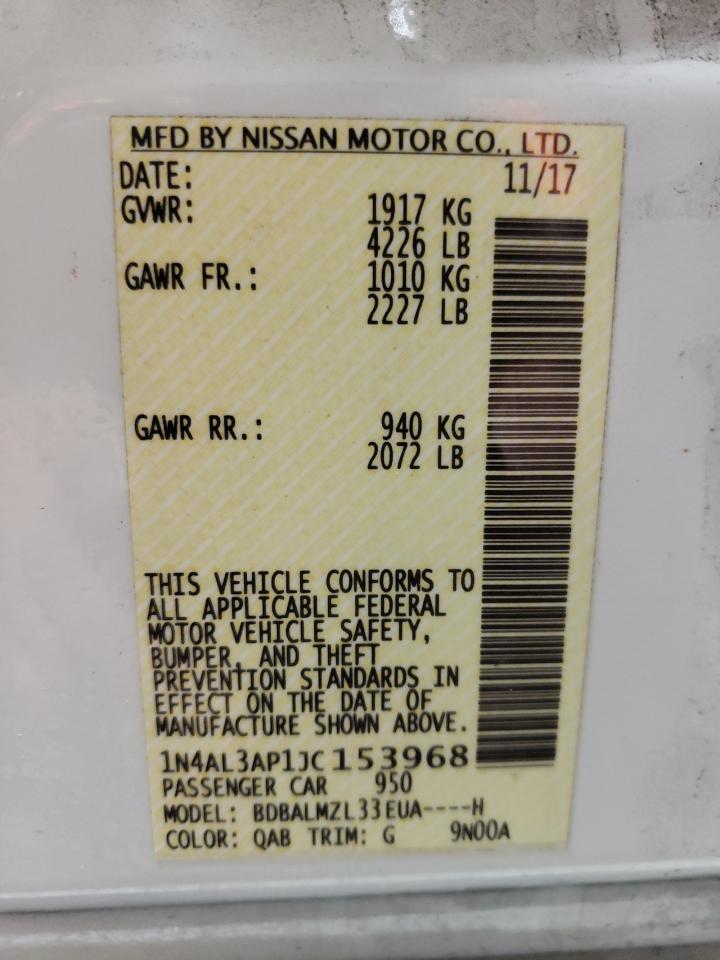 MFD BY NISSAN MOTOR CO., LTD.
DATE: 11/17
GVWR: 1917 KG
4226 LB
GAWR FR.: 1010 KG
2227 LB
GAWR RR.: 940 KG
2072 LB
THIS VEHICLE CONFORMS TO
ALL APPLICABLE FEDERAL
MOTOR VEHICLE SAFETY,
BUMPER, AND THEFT
PREVENTION STANDARDS IN
EFFECT ON THE DATE OF
MANUFACTURE SHOWN ABOVE.
1N4AL3AP1JC153968
PASSENGER CAR 950
MODEL: BDBALMZL33EUA----H
COLOR: QAB TRIM: G 9N00A